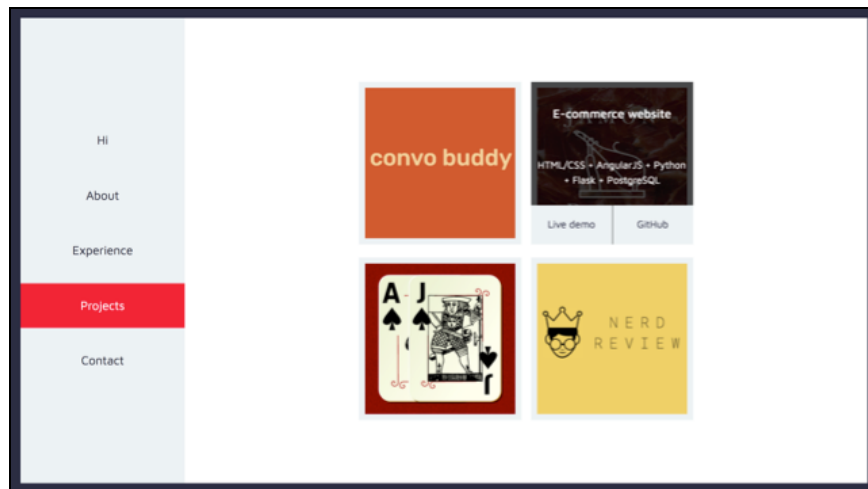 Hi
About
Experience
Projects
Contact
convo buddy
E-commerce website
HTML/CSS + AngularJS + Python
+ Flask + PostgreSQL
Live demo
GitHub
A J
J
NERD
REVIEW